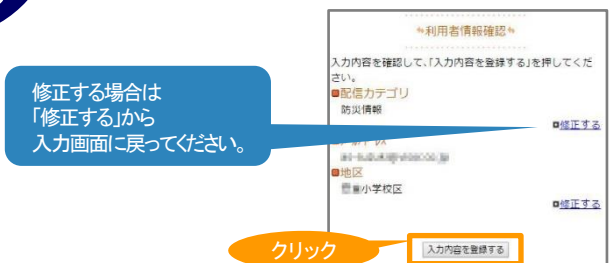 利用者情報確認
入力内容を確認して、「入力内容を登録する」を押してくだ
さい。
■配信カテゴリ
防災情報
修正する
修正する場合は
「修正する」から
入力画面に戻ってください。
■地区
小学校区
修正する
クリック
入力内容を登録する